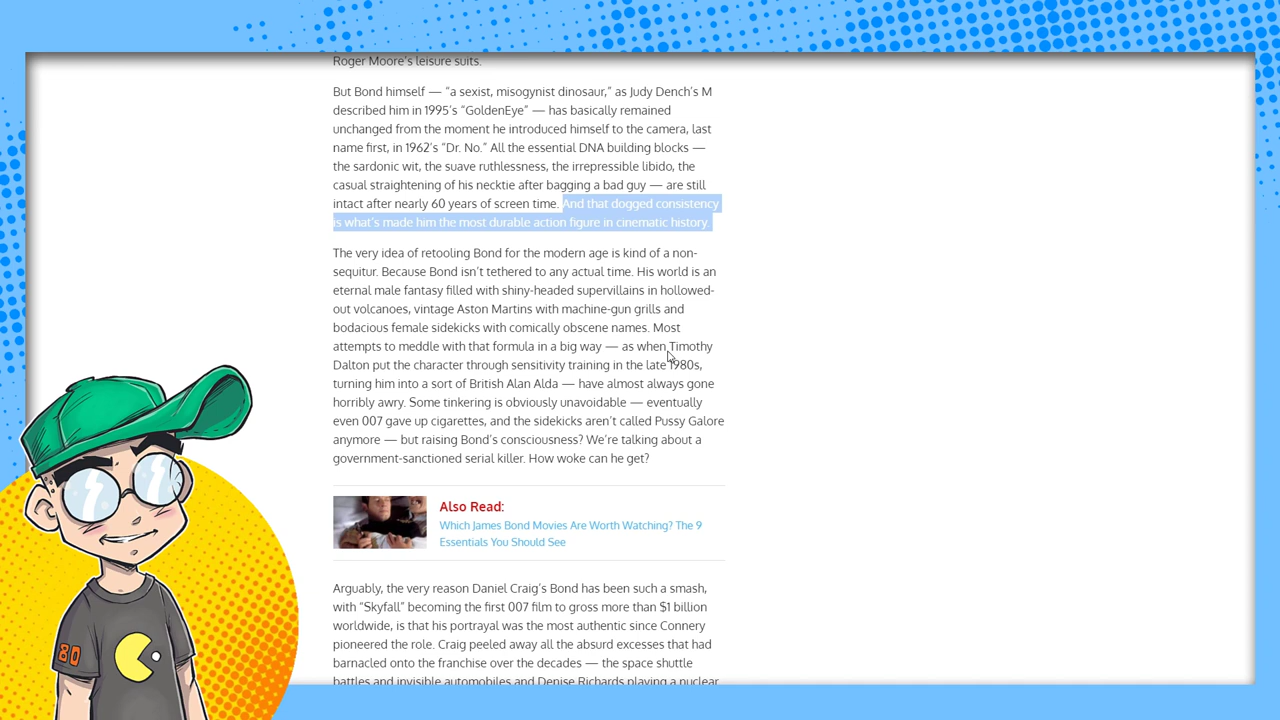 Roger Moore's leisure suits.
But Bond himself — “a sexist, misogynist dinosaur,” as Judy Dench's M
described him in 1995's “GoldenEye” — has basically remained
unchanged from the moment he introduced himself to the camera, last
name first, in 1962's “Dr. No.” All the essential DNA building blocks —
the sardonic wit, the suave ruthlessness, the irrepressible libido, the
casual straightening of his necktie after bagging a bad guy — are still
intact after nearly 60 years of screen time. And that dogged consistency
is what's made him the most durable action figure in cinematic history.
The very idea of retooling Bond for the modern age is kind of a non-
sequitur. Because Bond isn't tethered to any actual time. His world is an
eternal male fantasy filled with shiny-headed supervillains in hollowed-
out volcanoes, vintage Aston Martins with machine-gun grills and
bodacious female sidekicks with comically obscene names. Most
attempts to meddle with that formula in a big way — as when Timothy
Dalton put the character through sensitivity training in the late 1980s,
turning him into a sort of British Alan Alda — have almost always gone
horribly awry. Some tinkering is obviously unavoidable — eventually
even 007 gave up cigarettes, and the sidekicks aren't called Pussy Galore
anymore — but raising Bond's consciousness? We're talking about a
government-sanctioned serial killer. How woke can he get?
Also Read:
Which James Bond Movies Are Worth Watching? The 9
Essentials You Should See
Arguably, the very reason Daniel Craig's Bond has been such a smash,
with “Skyfall” becoming the first 007 film to gross more than $1 billion
worldwide, is that his portrayal was the most authentic since Connery
pioneered the role. Craig peeled away all the absurd excesses that had
barnacled onto the franchise over the decades — the space shuttle
battles and invisible automobiles and Denise Richards playing a nuclear
80